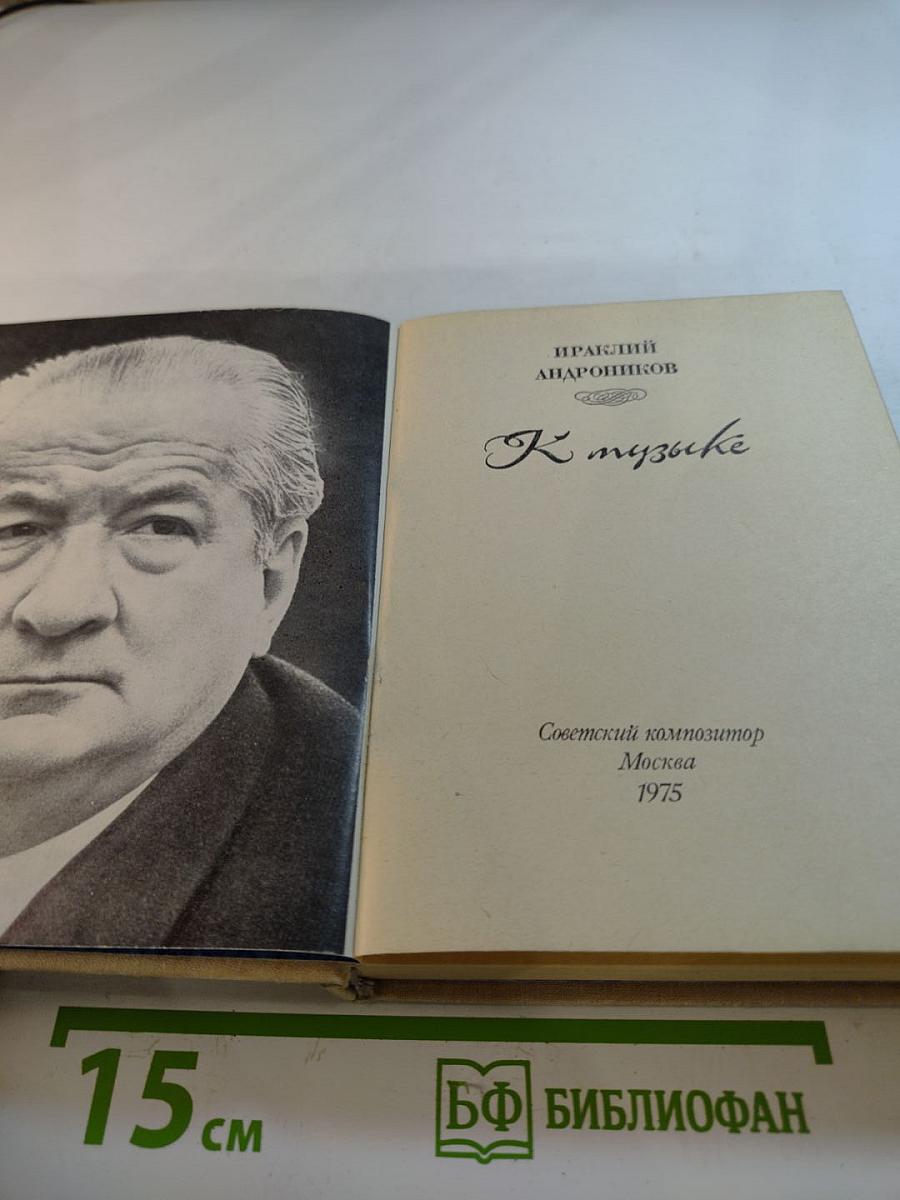 ИРАКЛИЙ
АНДРОНИКОВ
К музыке
Советский композитор
Москва
1975
15 см
БФ БИБЛИОФАН